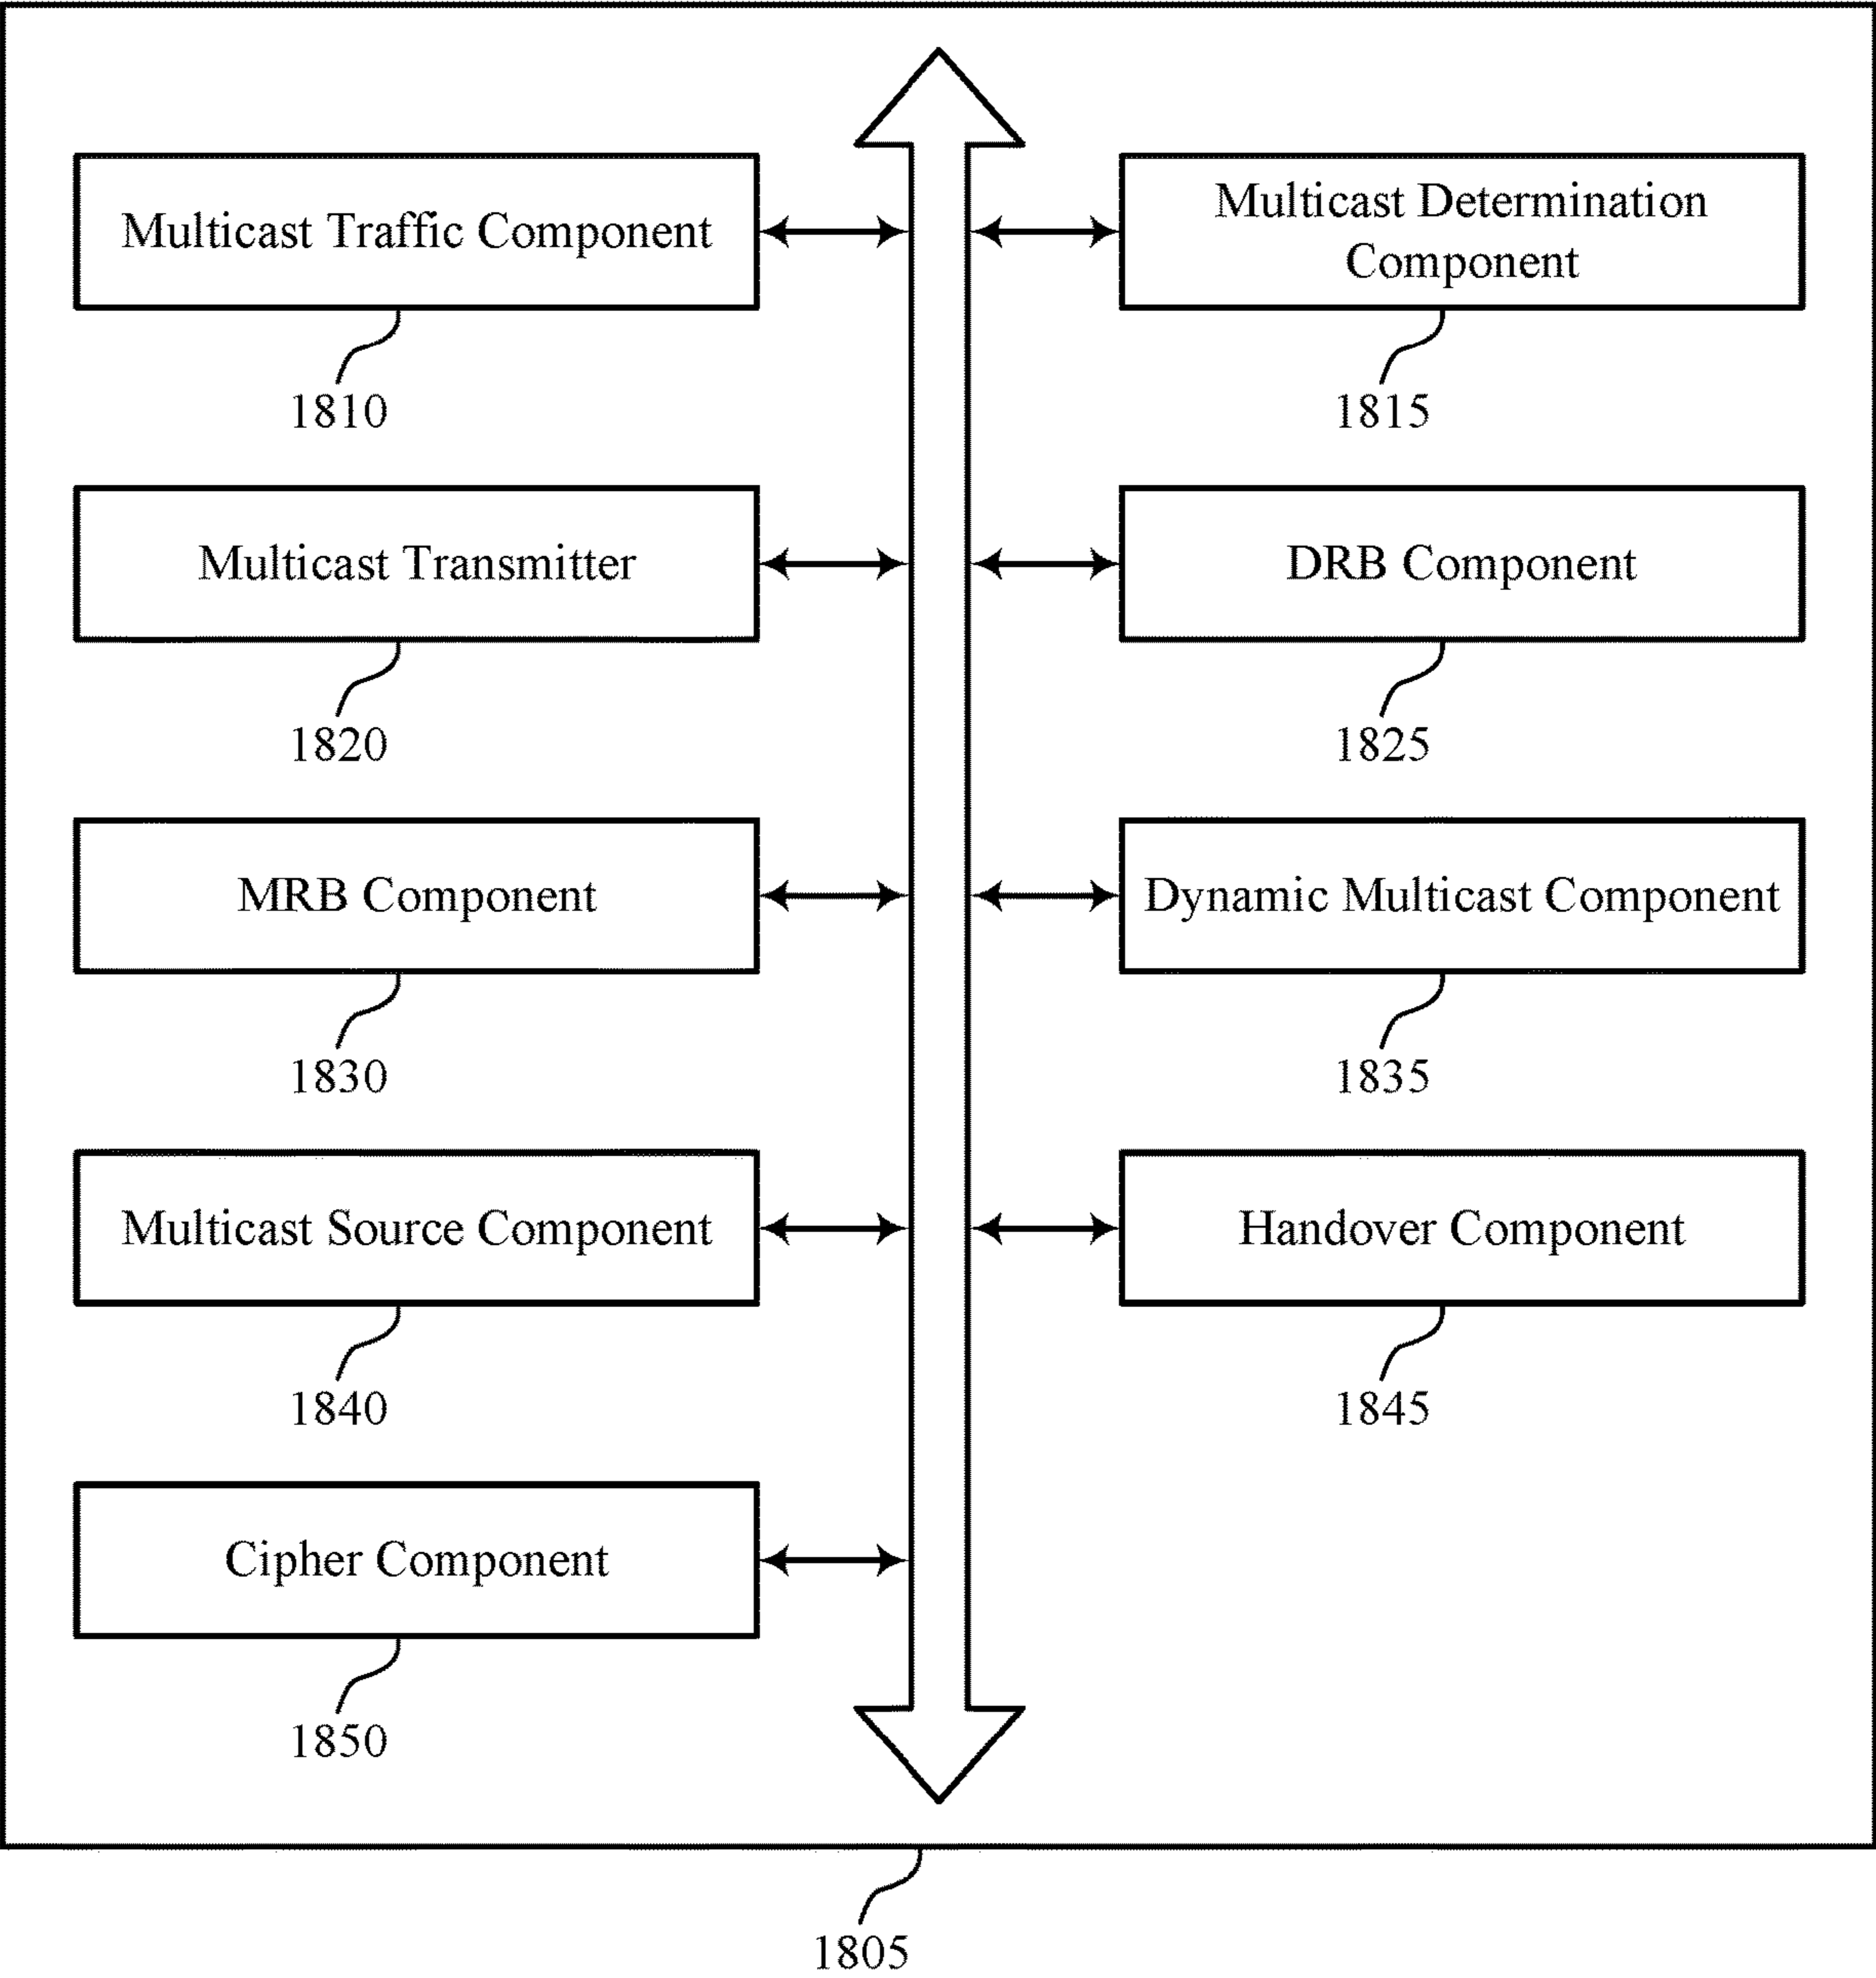 Multicast Traffic Component
1810
Multicast Determination
Component
1815
Multicast Transmitter
1820
DRB Component
1825
MRB Component
1830
Dynamic Multicast Component
1835
Multicast Source Component
1840
Handover Component
1845
Cipher Component
1850
1805